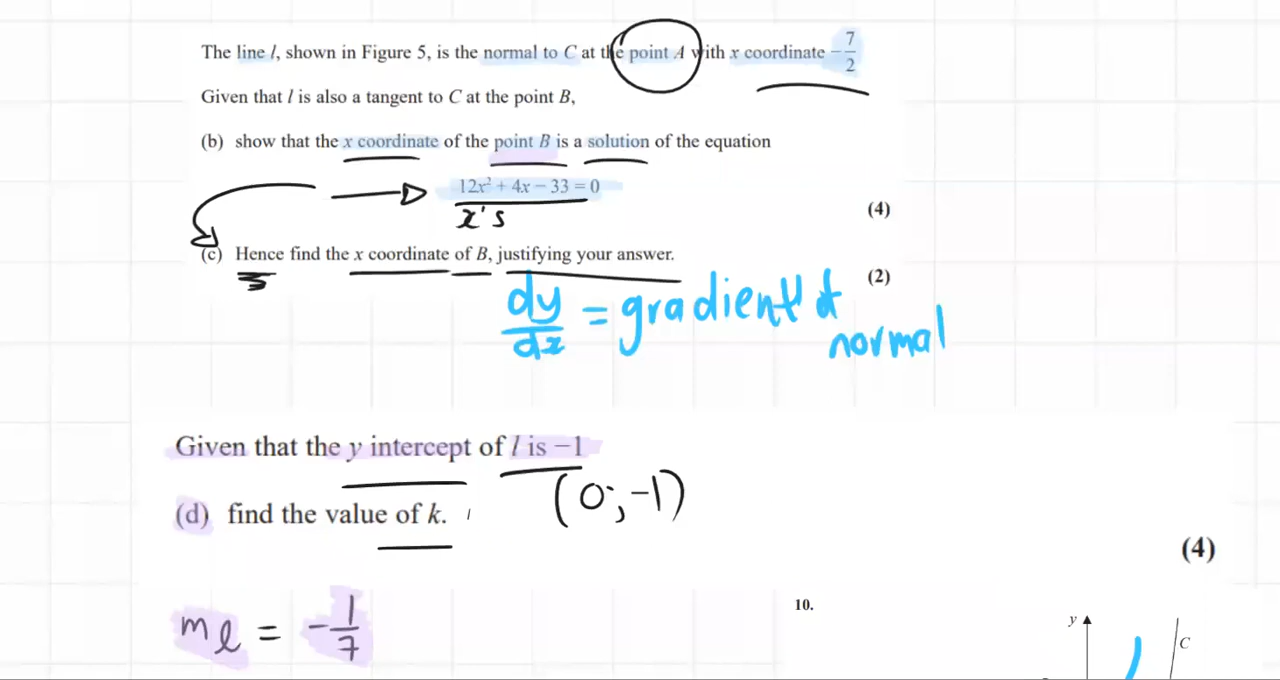 The line l, shown in Figure 5, is the normal to C at the point A with x coordinate −7/2
Given that l is also a tangent to C at the point B,
(b) show that the x coordinate of the point B is a solution of the equation
12x² + 4x − 33 = 0
x's
(4)
(c) Hence find the x coordinate of B, justifying your answer.
(2)
dy/dx = gradient of
normal
Given that the y intercept of l is −1
(0; -1)
(d) find the value of k.
(4)
m l = -1/7
10.
y
C